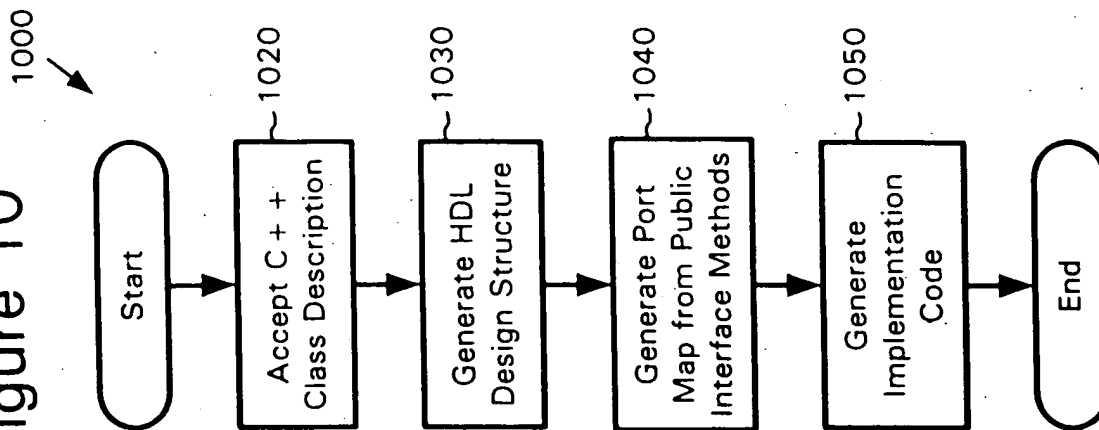 igure 10
1000
Start
1020
Accept C + +
Class Description
1030
Generate HDL
Design Structure
1040
Generate Port
Map from Public
Interface Methods
1050
Generate
Implementation
Code
End